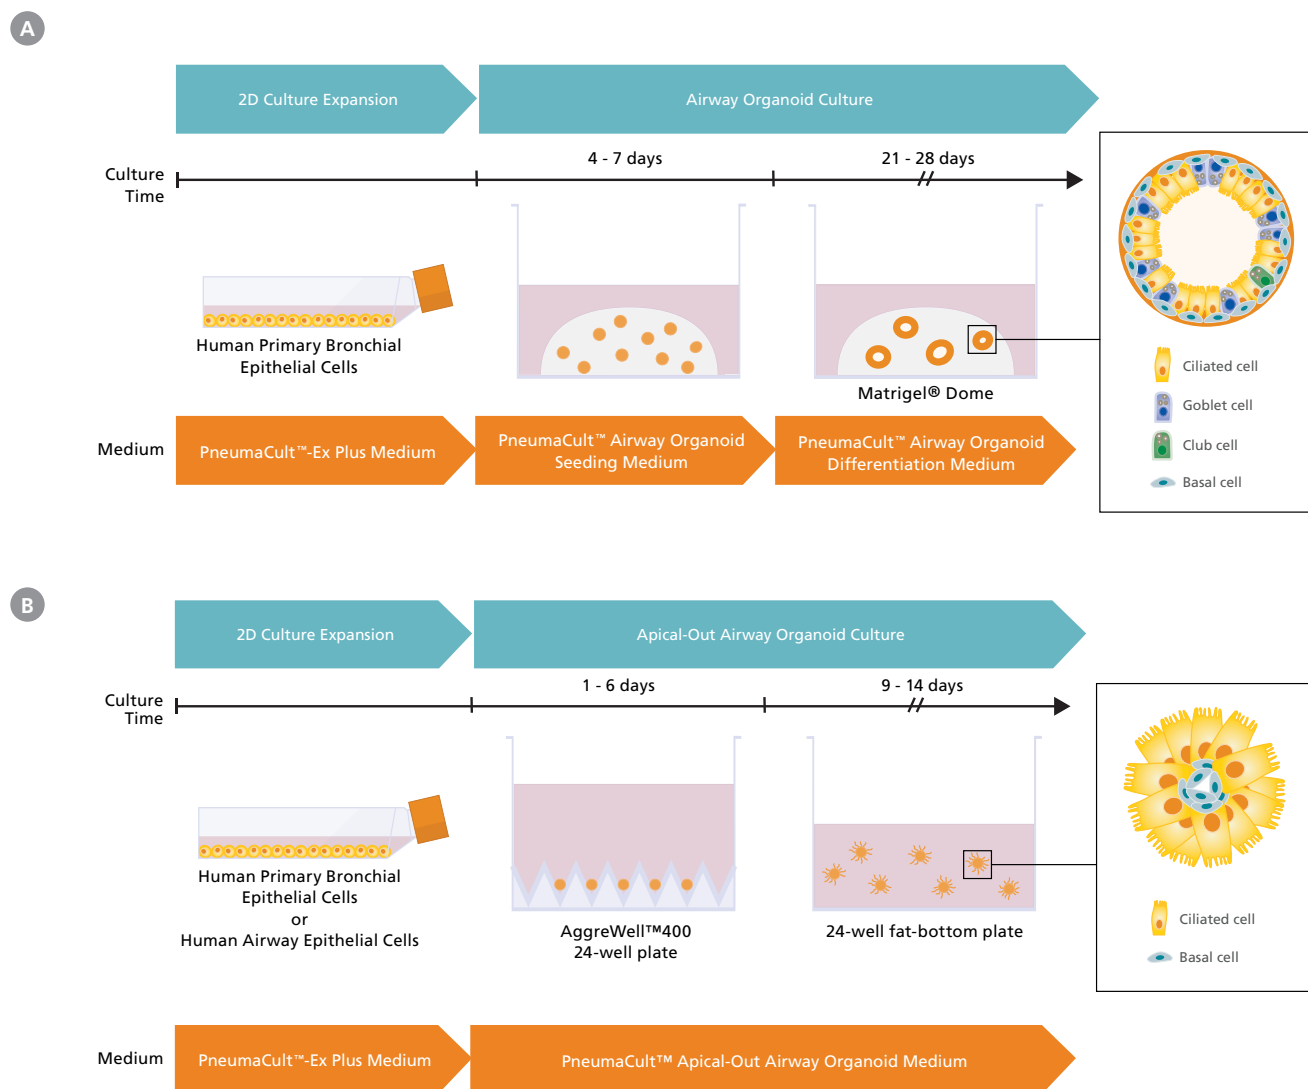 A
2D Culture Expansion
Airway Organoid Culture
Culture
Time
4 - 7 days
21 - 28 days
Human Primary Bronchial
Epithelial Cells
Matrigel® Dome
Ciliated cell
Goblet cell
Club cell
Basal cell
Medium
PneumaCult™-Ex Plus Medium
PneumaCult™ Airway Organoid
Seeding Medium
PneumaCult™ Airway Organoid
Differentiation Medium
B
2D Culture Expansion
Apical-Out Airway Organoid Culture
Culture
Time
1 - 6 days
9 - 14 days
Human Primary Bronchial
Epithelial Cells
or
Human Airway Epithelial Cells
AggreWell™400
24-well plate
24-well fat-bottom plate
Ciliated cell
Basal cell
Medium
PneumaCult™-Ex Plus Medium
PneumaCult™ Apical-Out Airway Organoid Medium